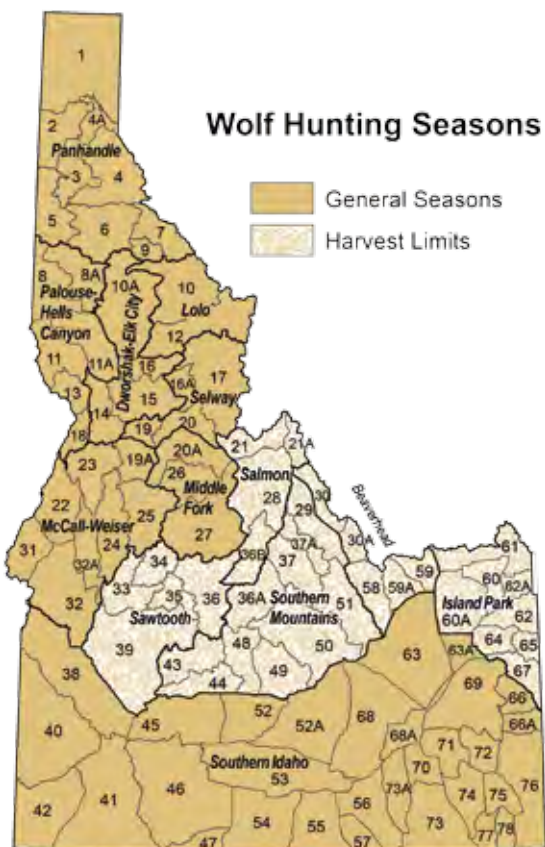 1
Wolf Hunting Seasons
2
4A
Panhandle
3
4
General Seasons
5
6
7
Harvest Limits
9
8
8A
10A
10
Palouse-
Hells
Canyon
Lolo
Dworshak-Elk City
12
11
11A
16
17
16A
13
14
15
Selway
18
19
20
21
21A
23
19A
20A
26
Salmon
Middle
Fork
28
29
30
Beaverhead
22
McCall-Weiser
25
27
30A
31
24
32A
36B
37
37A
61
32
34
33
35
36
36A
Southern
Mountains
51
58
59A
59
60
62A
Island Park
60A
62
Sawtooth
39
43
48
50
64
65
44
49
63
63A
67
38
69
66
45
52
52A
68
66A
40
68A
71
72
Southern Idaho
53
70
46
73A
74
75
76
42
41
56
54
55
73
77
78
47
57